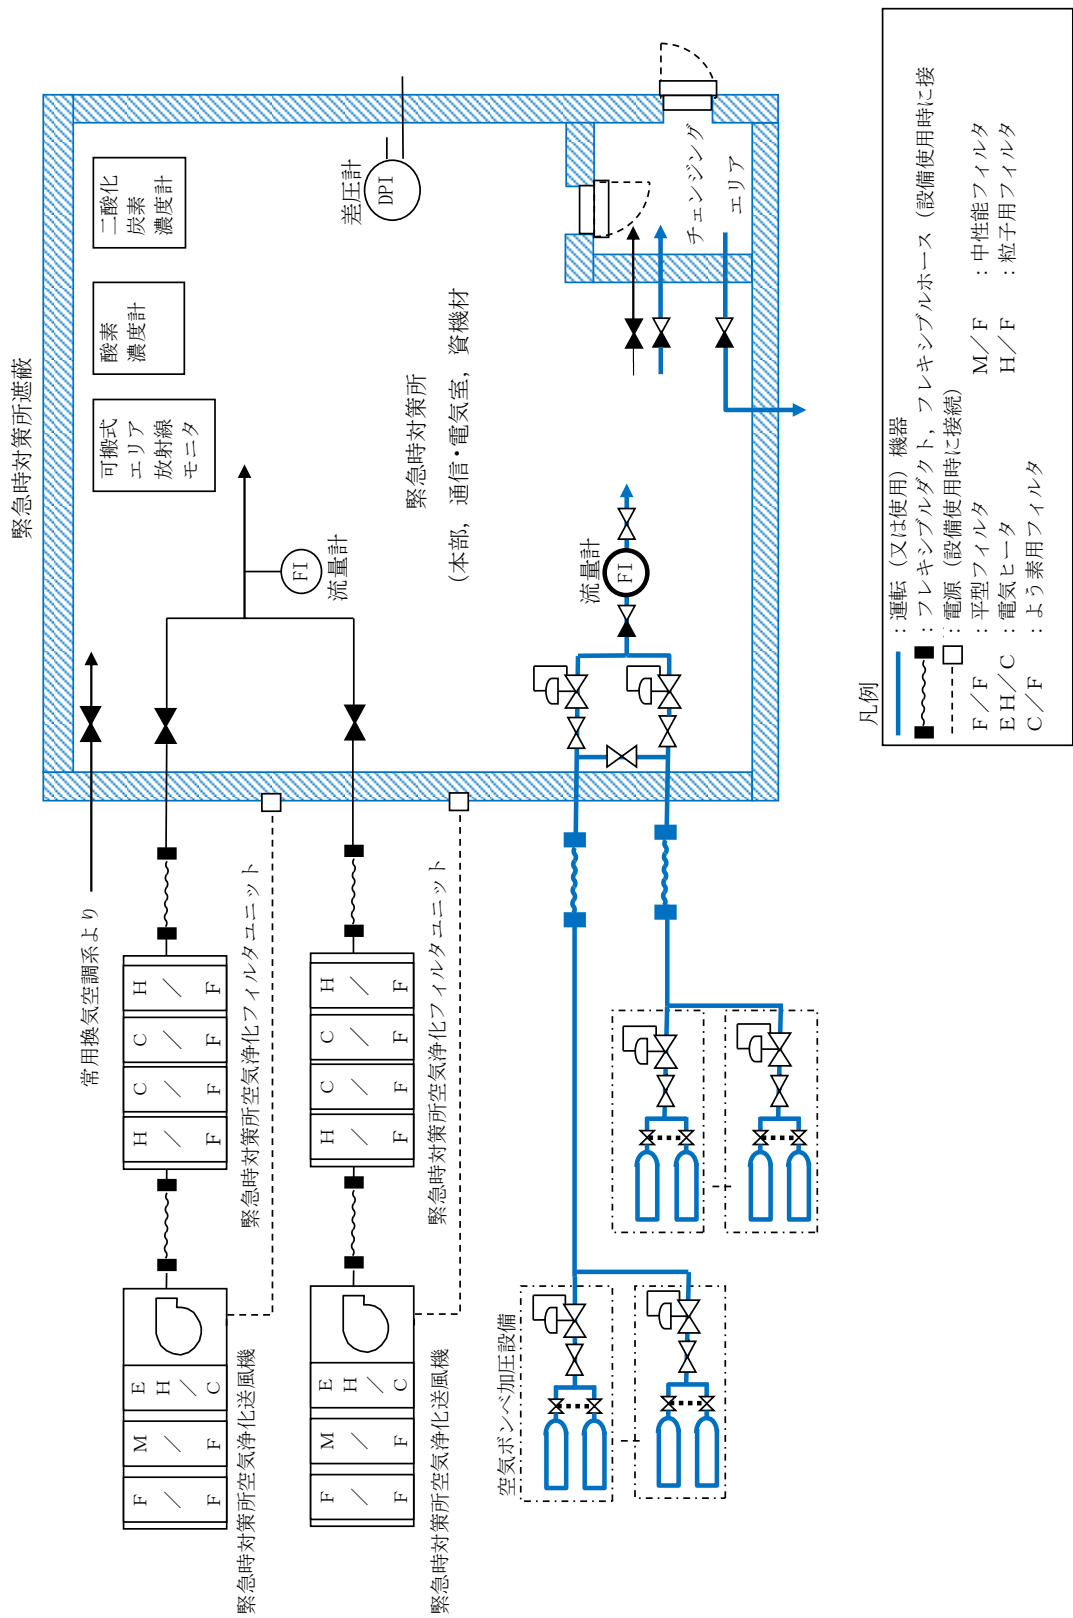 緊急時対策所遮蔽
二酸化
炭素
濃度計
酸素
濃度計
可搬式
エリア
放射線
モニタ
差圧計
DPI
チェンジング
エリア
緊急時対策所
(本部，通信・電気室，資機材
流量計
FI
流量計
FI
常用換気空調系より
H／F
C／F
C／F
H／F
緊急時対策所空気浄化フィルタユニット
H／F
C／F
C／F
H／F
緊急時対策所空気浄化フィルタユニット
EH／C
M／F
F／F
緊急時対策所空気浄化送風機
EH／C
M／F
F／F
緊急時対策所空気浄化送風機
空気ボンベ加圧設備
凡例
：運転（又は使用）機器
：フレキシブルダクト，フレキシブルホース（設備使用時に接
：電源（設備使用時に接続）
F／F ：平型フィルタ M／F ：中性能フィルタ
EH／C ：電気ヒータ H／F ：粒子用フィルタ
C／F ：よう素用フィルタ